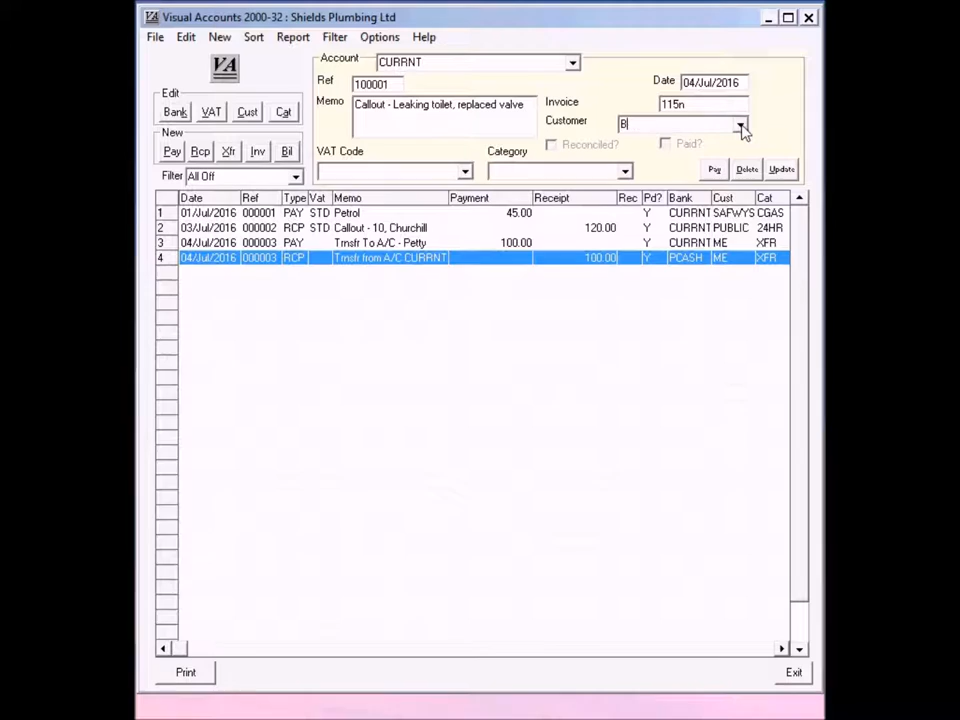 Visual Accounts 2000-32 : Shields Plumbing Ltd
File Edit New Sort Report Filter Options Help
VA
Account CURRNT
Ref 100001 Date 04/Jul/2016
Memo Callout - Leaking toilet, replaced valve Invoice 115n
Customer B
Reconciled? Paid?
Edit
Bank VAT Cust Cat
New
Pay Rcp Xfr Inv Bil
VAT Code Category
Filter All Off
Pay Delete Update
Date Ref Type Vat Memo Payment Receipt Rec Pd? Bank Cust Cat
1 01/Jul/2016 000001 PAY STD Petrol 45.00 Y CURRNT SAFWYS CGAS
2 03/Jul/2016 000002 RCP STD Callout - 10, Churchill 120.00 Y CURRNT PUBLIC 24HR
3 04/Jul/2016 000003 PAY Trnsfr To A/C - Petty 100.00 Y CURRNT ME XFR
4 04/Jul/2016 000003 RCP Trnsfr from A/C CURRNT 100.00 Y PCASH ME XFR
Print Exit